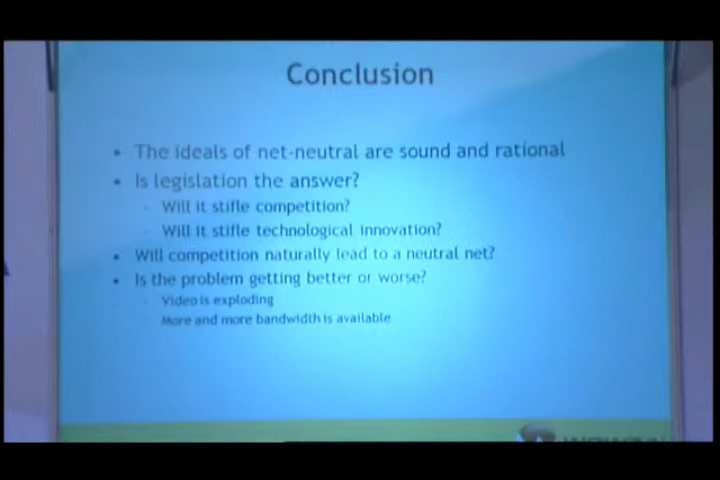 Conclusion
• The ideals of net-neutral are sound and rational
• Is legislation the answer?
- Will it stifle competition?
- Will it stifle technological innovation?
• Will competition naturally lead to a neutral net?
• Is the problem getting better or worse?
- Video is exploding
More and more bandwidth is available